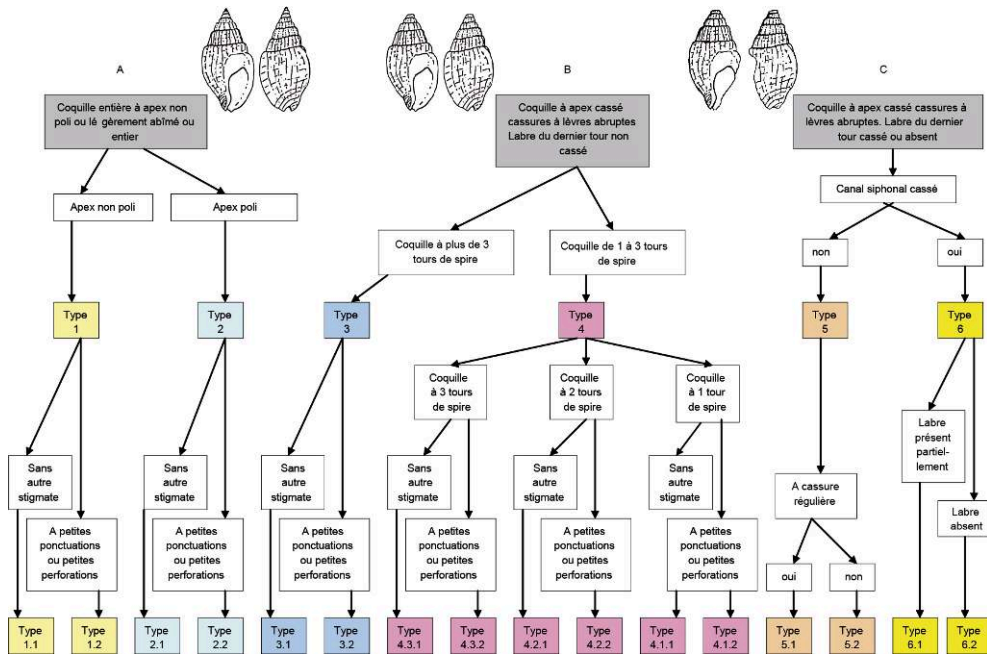 A
B
C
Coquille entière à apex non
poli ou lé gèrement abîmé ou
entier
Coquille à apex cassé
cassures à lèvres abruptes
Labre du dernier tour non
cassé
Coquille à apex cassé cassures à
lèvres abruptes. Labre du dernier
tour cassé ou absent
Apex non poli
Apex poli
Canal siphonal cassé
Coquille à plus de 3
tours de spire
Coquille de 1 à 3 tours
de spire
non
oui
Type
1
Type
2
Type
3
Type
4
Type
5
Type
6
Coquille
à 3 tours
de spire
Coquille
à 2 tours
de spire
Coquille
à 1 tour
de spire
Labre
présent
partiel-
lement
Sans
autre
stigmate
Sans
autre
stigmate
Sans
autre
stigmate
Sans
autre
stigmate
Sans
autre
stigmate
Sans
autre
stigmate
A cassure
régulière
Labre
absent
A petites
ponctuations
ou petites
perforations
A petites
ponctuations
ou petites
perforations
A petites
ponctuations
ou petites
perforations
A petites
ponctuations
ou petites
perforations
A petites
ponctuations
ou petites
perforations
A petites
ponctuations
ou petites
perforations
oui
non
Type
1.1
Type
1.2
Type
2.1
Type
2.2
Type
3.1
Type
3.2
Type
4.3.1
Type
4.3.2
Type
4.2.1
Type
4.2.2
Type
4.1.1
Type
4.1.2
Type
5.1
Type
5.2
Type
6.1
Type
6.2